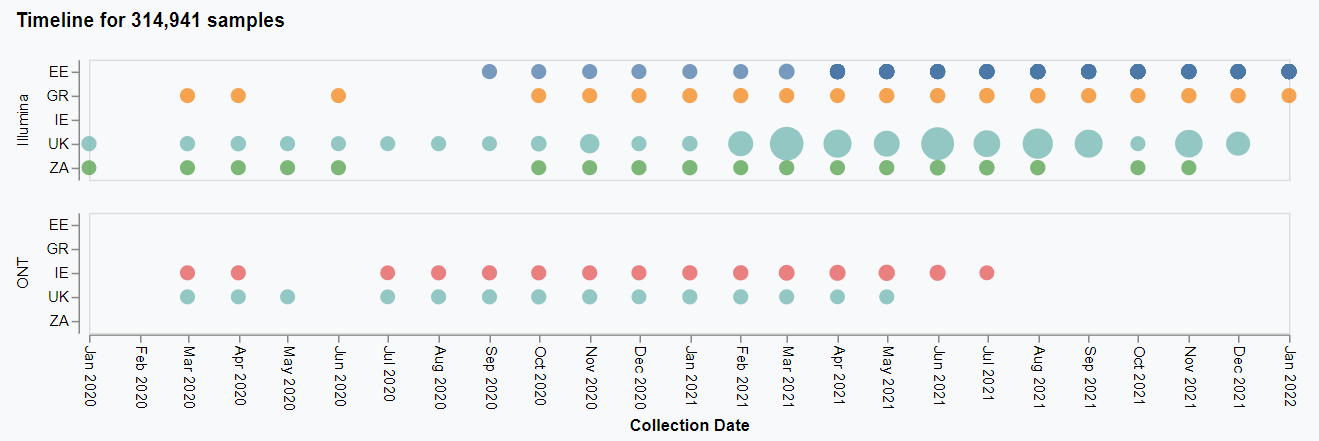 Timeline for 314,941 samples
Illumina
EE
GR
IE
UK
ZA
ONT
EE
GR
IE
UK
ZA
Jan 2020
Feb 2020
Mar 2020
Apr 2020
May 2020
Jun 2020
Jul 2020
Aug 2020
Sep 2020
Oct 2020
Nov 2020
Dec 2020
Jan 2021
Feb 2021
Mar 2021
Apr 2021
May 2021
Jun 2021
Jul 2021
Aug 2021
Sep 2021
Oct 2021
Nov 2021
Dec 2021
Jan 2022
Collection Date